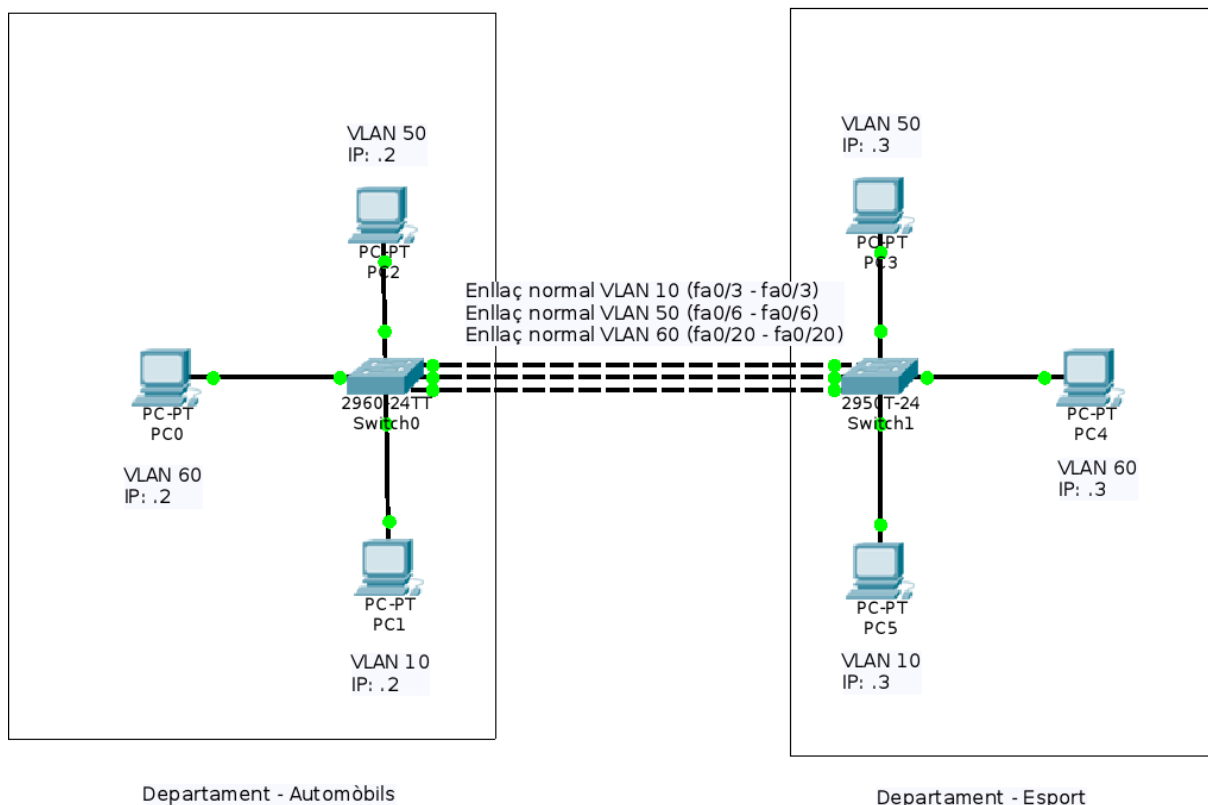 VLAN 50
IP: .2
PC-PT
PC2
VLAN 50
IP: .3
PC-PT
PC3
Enllaç normal VLAN 10 (fa0/3 - fa0/3)
Enllaç normal VLAN 50 (fa0/6 - fa0/6)
Enllaç normal VLAN 60 (fa0/20 - fa0/20)
PC-PT
PC0
VLAN 60
IP: .2
2960-24TT
Switch0
2950T-24
Switch1
PC-PT
PC4
VLAN 60
IP: .3
PC-PT
PC1
VLAN 10
IP: .2
PC-PT
PC5
VLAN 10
IP: .3
Departament - Automòbils
Departament - Esport